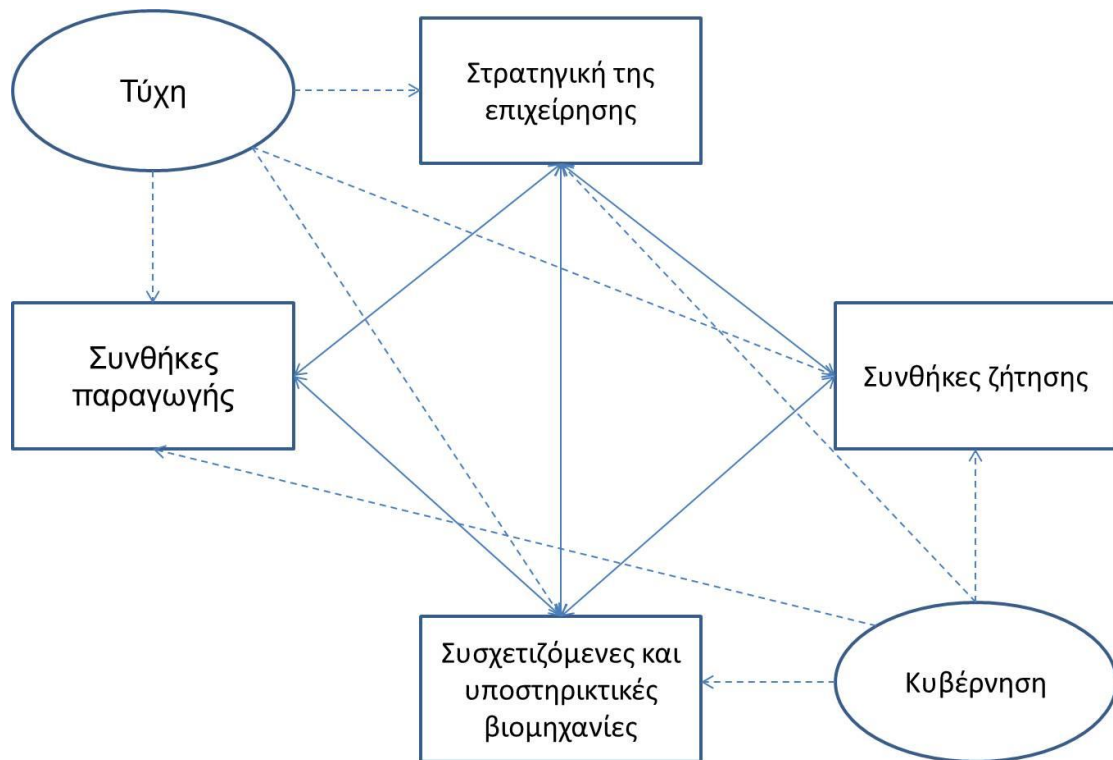 Τύχη
Στρατηγική της
επιχείρησης
Συνθήκες
παραγωγής
Συνθήκες ζήτησης
Συσχετιζόμενες και
υποστηρικτικές
βιομηχανίες
Κυβέρνηση